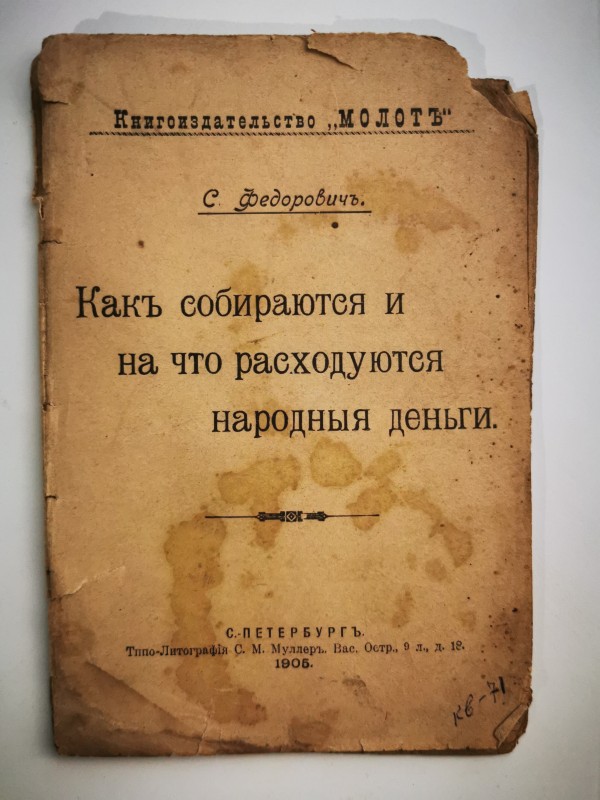 Книгоиздательство „МОЛОТЪ“
С. Федоровичъ.
Какъ собираются и
на что расходуются
народныя деньги.
С.-ПЕТЕРБУРГЪ.
Типо-Литографія С. М. Муллеръ, Вас. Остр., 9 л., д. 18.
1905.
кв-71